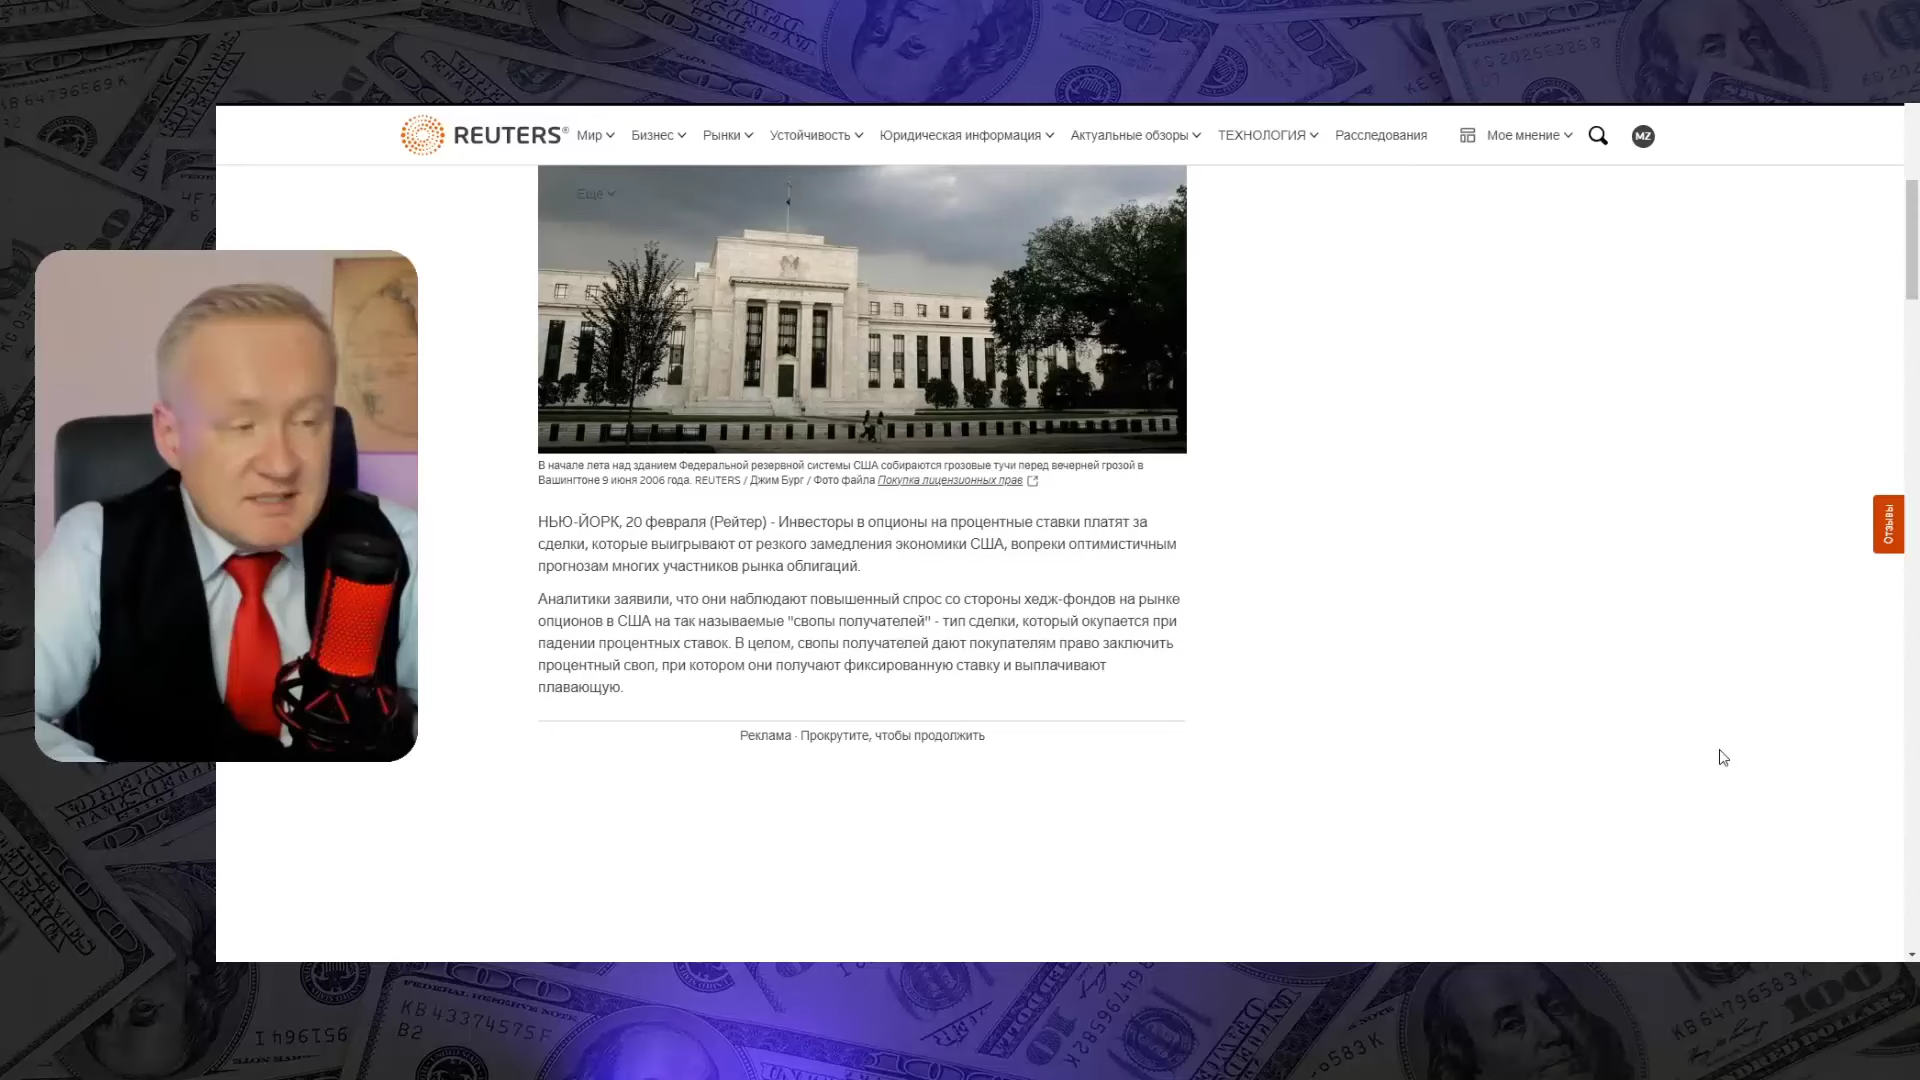 REUTERS®
Мир
Бизнес
Рынки
Устойчивость
Юридическая информация
Актуальные обзоры
ТЕХНОЛОГИЯ
Расследования
Мое мнение
MZ
Еще
В начале лета над зданием Федеральной резервной системы США собираются грозовые тучи перед вечерней грозой в
Вашингтоне 9 июня 2006 года. REUTERS / Джим Бург / Фото файла Покупка лицензионных прав
НЬЮ-ЙОРК, 20 февраля (Рейтер) - Инвесторы в опционы на процентные ставки платят за
сделки, которые выигрывают от резкого замедления экономики США, вопреки оптимистичным
прогнозам многих участников рынка облигаций.
Аналитики заявили, что они наблюдают повышенный спрос со стороны хедж-фондов на рынке
опционов в США на так называемые "свопы получателей" - тип сделки, который окупается при
падении процентных ставок. В целом, свопы получателей дают покупателям право заключить
процентный своп, при котором они получают фиксированную ставку и выплачивают
плавающую.
Реклама · Прокрутите, чтобы продолжить
Отзывы
KB 43374575 F
B2
KB 64796583 K
100